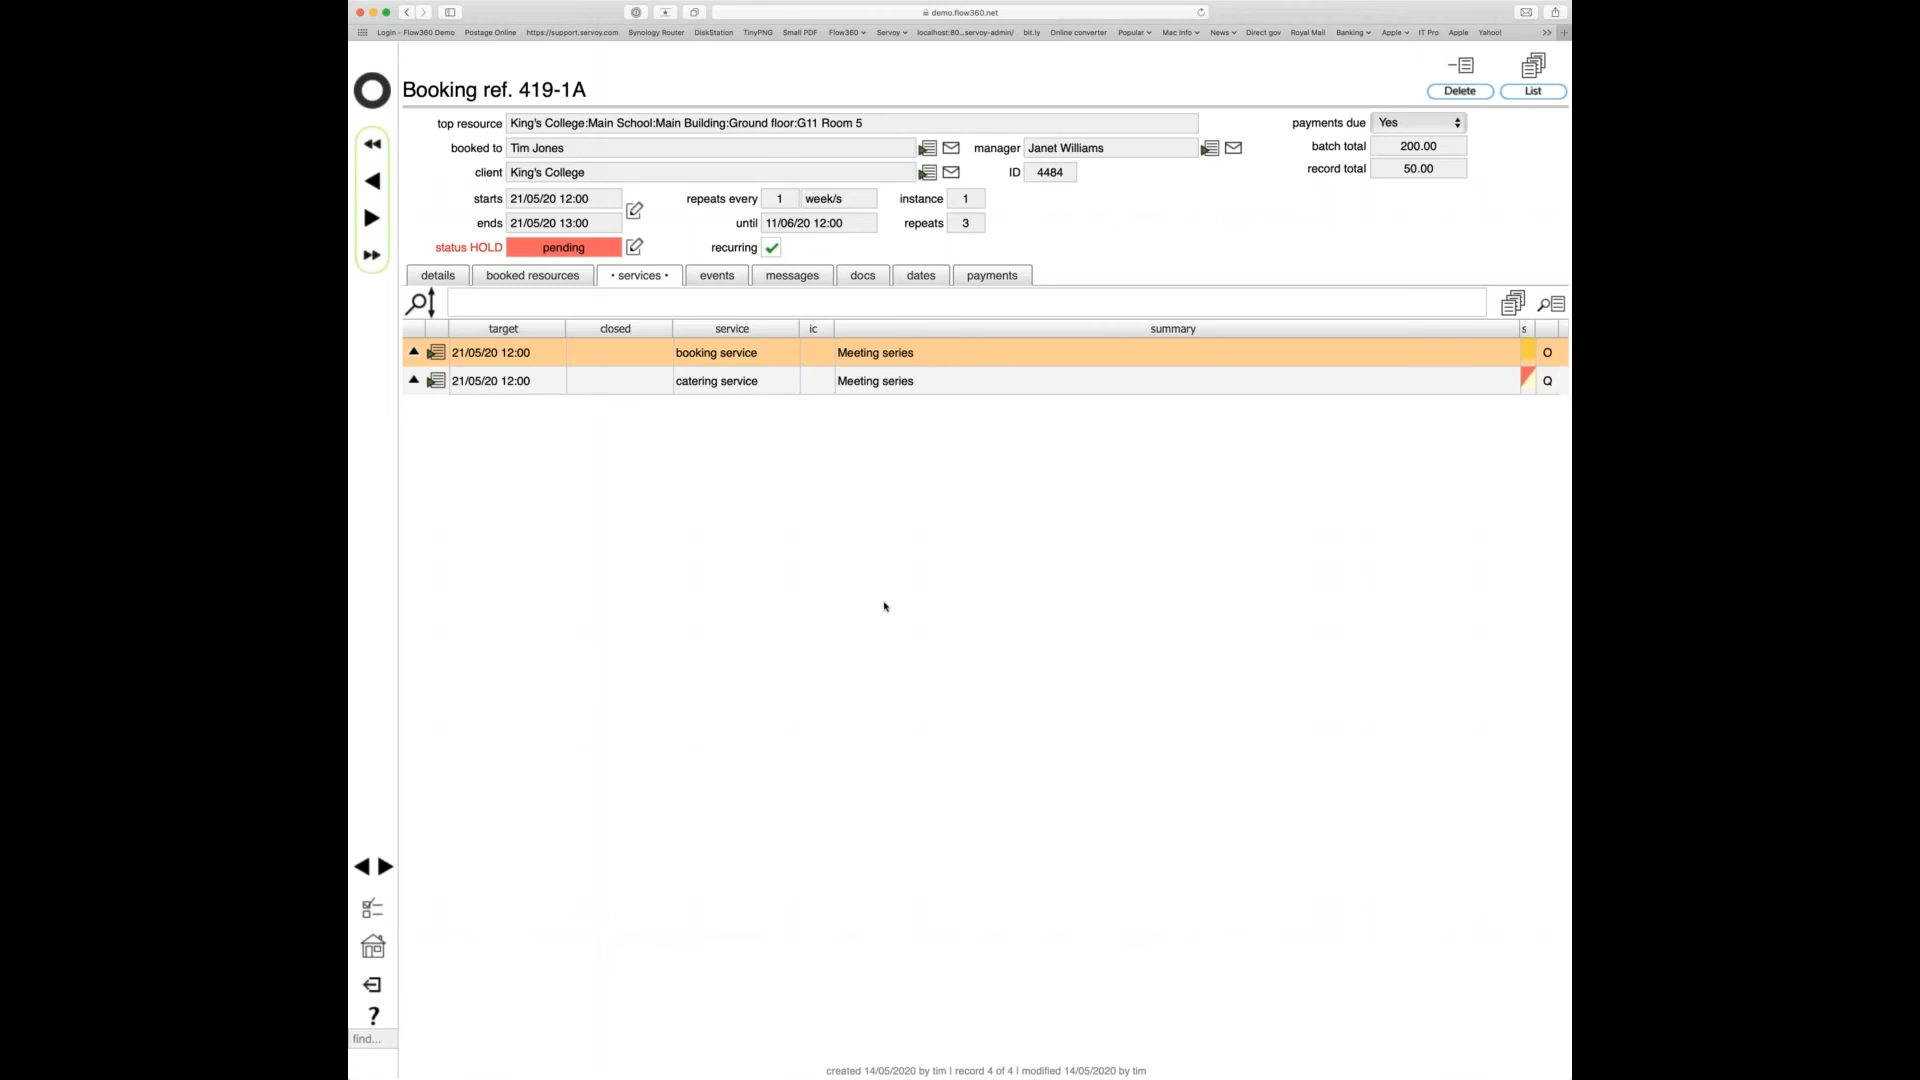 demo.flow360.net
Login - Flow360 Demo Postage Online https://support.servoy.com Synology Router DiskStation TinyPNG Small PDF Flow360 Servoy localhost:80...servoy-admin/ bit.ly Online converter Popular Mac Info News Direct gov Royal Mail Banking Apple IT Pro Apple Yahoo!
Booking ref. 419-1A
Delete List
top resource King's College:Main School:Main Building:Ground floor:G11 Room 5 payments due Yes
booked to Tim Jones manager Janet Williams batch total 200.00
client King's College ID 4484 record total 50.00
starts 21/05/20 12:00 repeats every 1 week/s instance 1
ends 21/05/20 13:00 until 11/06/20 12:00 repeats 3
status HOLD pending recurring
details booked resources • services • events messages docs dates payments
target closed service ic summary s
21/05/20 12:00 booking service Meeting series O
21/05/20 12:00 catering service Meeting series Q
?
find...
created 14/05/2020 by tim | record 4 of 4 | modified 14/05/2020 by tim